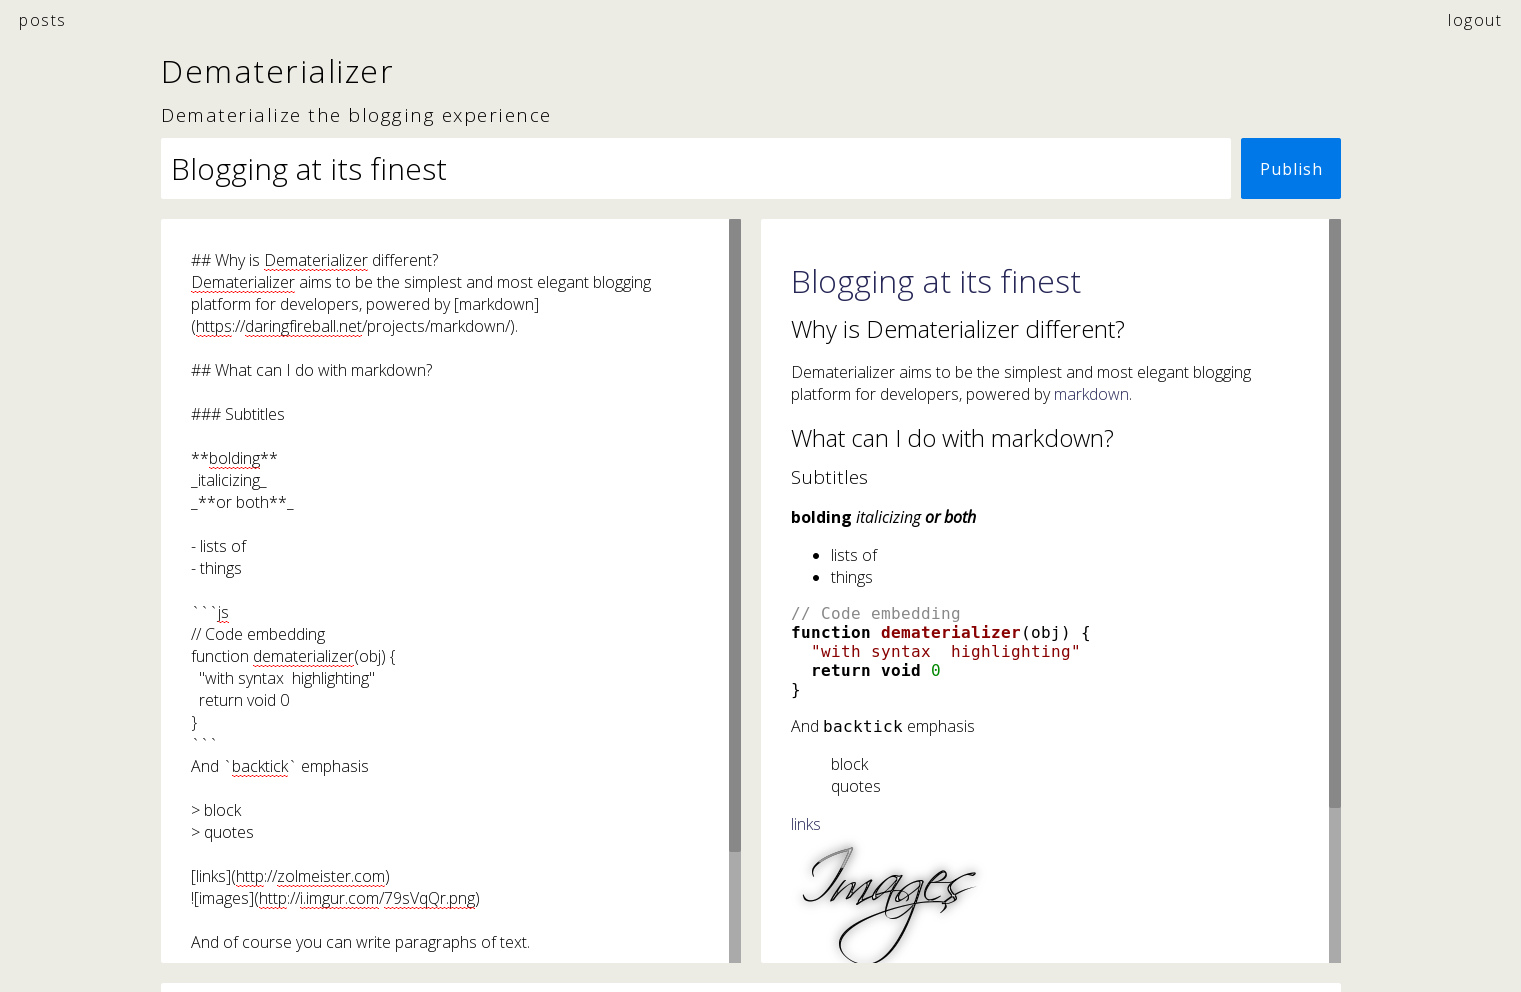 posts
logout
Dematerializer
Dematerialize the blogging experience
Blogging at its finest
Publish
## Why is Dematerializer different?
Dematerializer aims to be the simplest and most elegant blogging
platform for developers, powered by [markdown]
(https://daringfireball.net/projects/markdown/).
## What can I do with markdown?
### Subtitles
**bolding**
_italicizing_
_**or both**_
- lists of
- things
```js
// Code embedding
function dematerializer(obj) {
  "with syntax  highlighting"
  return void 0
}
```
And `backtick` emphasis
> block
> quotes
[links](http://zolmeister.com)
![images](http://i.imgur.com/79sVqQr.png)
And of course you can write paragraphs of text.
Blogging at its finest
Why is Dematerializer different?
Dematerializer aims to be the simplest and most elegant blogging
platform for developers, powered by markdown.
What can I do with markdown?
Subtitles
bolding italicizing or both
• lists of
• things
// Code embedding
function dematerializer(obj) {
  "with syntax  highlighting"
  return void 0
}
And backtick emphasis
block
quotes
links
Images